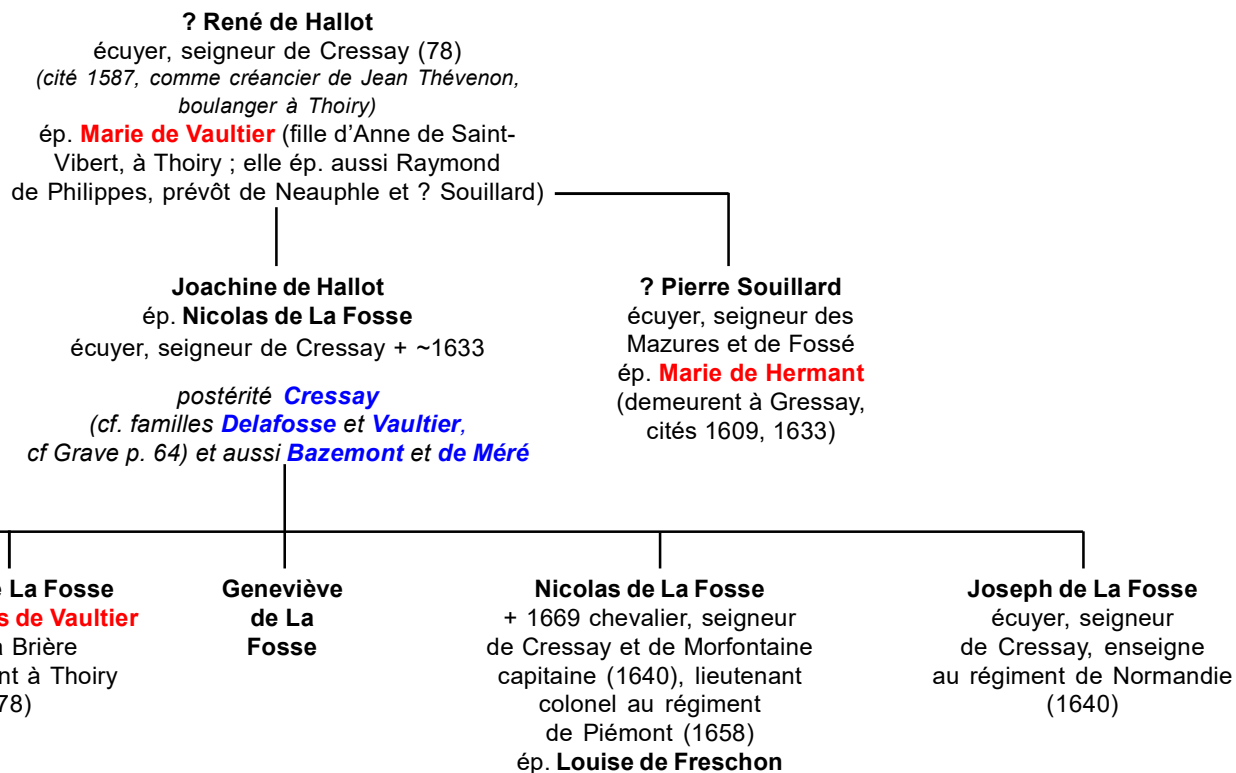 ? René de Hallot
écuyer, seigneur de Cressay (78)
(cité 1587, comme créancier de Jean Thévenon,
boulanger à Thoiry)
ép. Marie de Vaultier (fille d'Anne de Saint-
Vibert, à Thoiry ; elle ép. aussi Raymond
de Philippes, prévôt de Neauphle et ? Souillard)
Joachine de Hallot
ép. Nicolas de La Fosse
écuyer, seigneur de Cressay + ~1633
postérité Cressay
(cf. familles Delafosse et Vaultier,
cf Grave p. 64) et aussi Bazemont et de Méré
? Pierre Souillard
écuyer, seigneur des
Mazures et de Fossé
ép. Marie de Hermant
(demeurent à Gressay,
cités 1609, 1633)
La Fosse
de Vaultier
Brière
à Thoiry
78)
Geneviève
de La
Fosse
Nicolas de La Fosse
+ 1669 chevalier, seigneur
de Cressay et de Morfontaine
capitaine (1640), lieutenant
colonel au régiment
de Piémont (1658)
ép. Louise de Freschon
Joseph de La Fosse
écuyer, seigneur
de Cressay, enseigne
au régiment de Normandie
(1640)